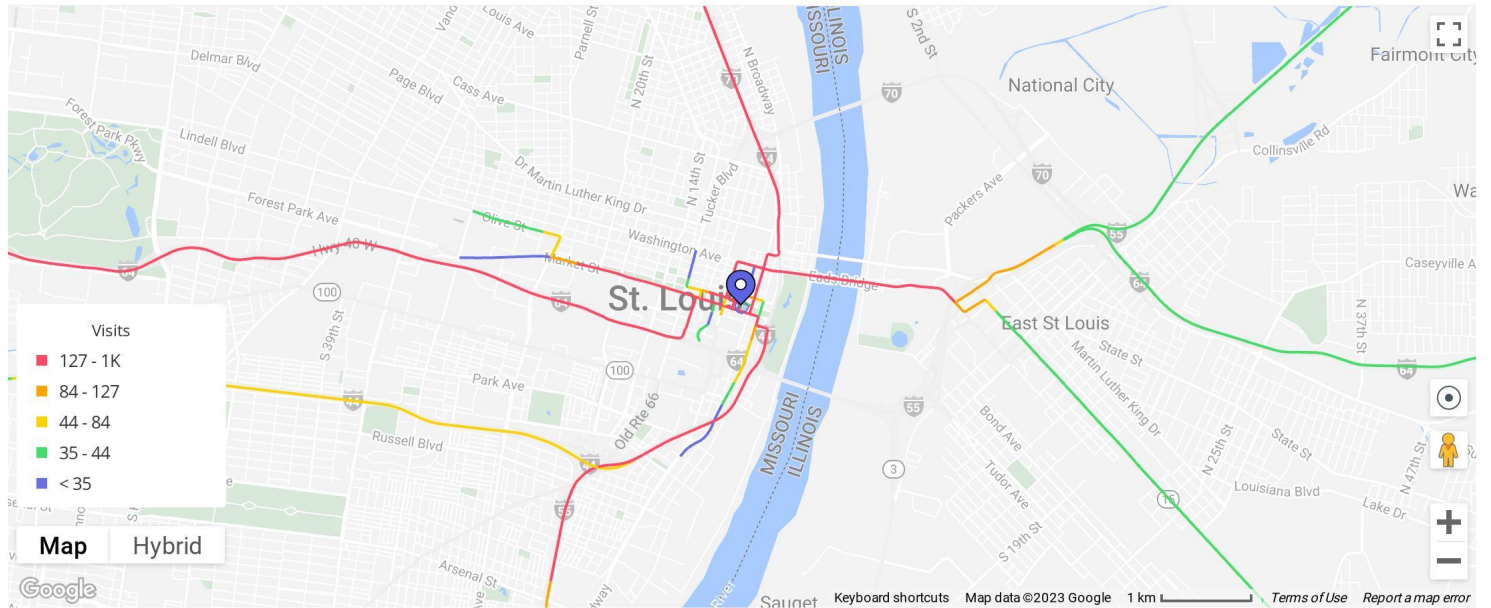 Louis Ave
Parnell St
N 20th St
N Broadway
70
ILLINOIS
MISSOURI
S 2nd St
Fairmont City
Delmar Blvd
Page Blvd
Cass Ave
70
National City
Forest Park Pkwy
Lindell Blvd
Dr Martin Luther King Dr
N 14th St
Tucker Blvd
44
70
Packers Ave
Collinsville Rd
Forest Park Ave
Olive St
Washington Ave
55
Hwy 40 W
Market St
64
Eads Bridge
64
Caseyville A
100
64
St. Louis
East St Louis
State St
N 37th St
S 39th St
Visits
127 - 1K
84 - 127
44 - 84
35 - 44
< 35
100
64
44
64
Park Ave
44
Old Rte 66
Russell Blvd
44
55
MISSOURI
ILLINOIS
55
Bond Ave
Martin Luther King Dr
3
Tudor Ave
15
N 25th St
State St
N 47th St
Louisiana Blvd
Lake Dr
55
S 19th St
Map
Hybrid
Arsenal St
River
Sauget
Google
Keyboard shortcuts
Map data ©2023 Google
1 km
Terms of Use
Report a map error